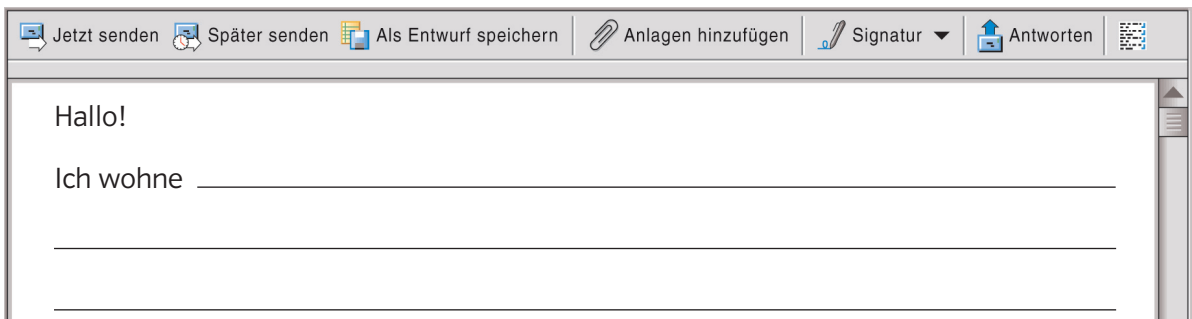 Jetzt senden Später senden Als Entwurf speichern Anlagen hinzufügen Signatur Antworten
Hallo!
Ich wohne